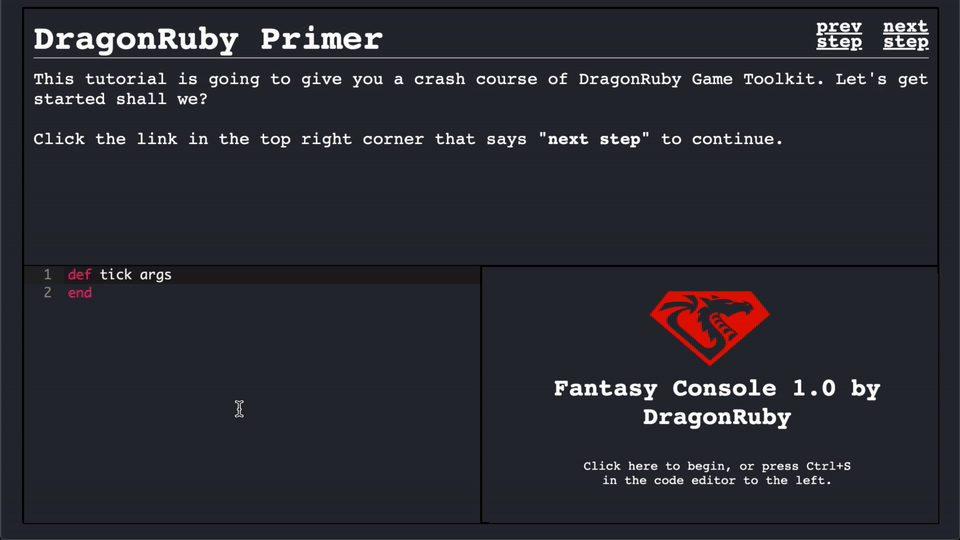 DragonRuby Primer
prev step
next step
This tutorial is going to give you a crash course of DragonRuby Game Toolkit. Let's get
started shall we?
Click the link in the top right corner that says "next step" to continue.
1 def tick args
2 end
Fantasy Console 1.0 by
DragonRuby
Click here to begin, or press Ctrl+S
in the code editor to the left.